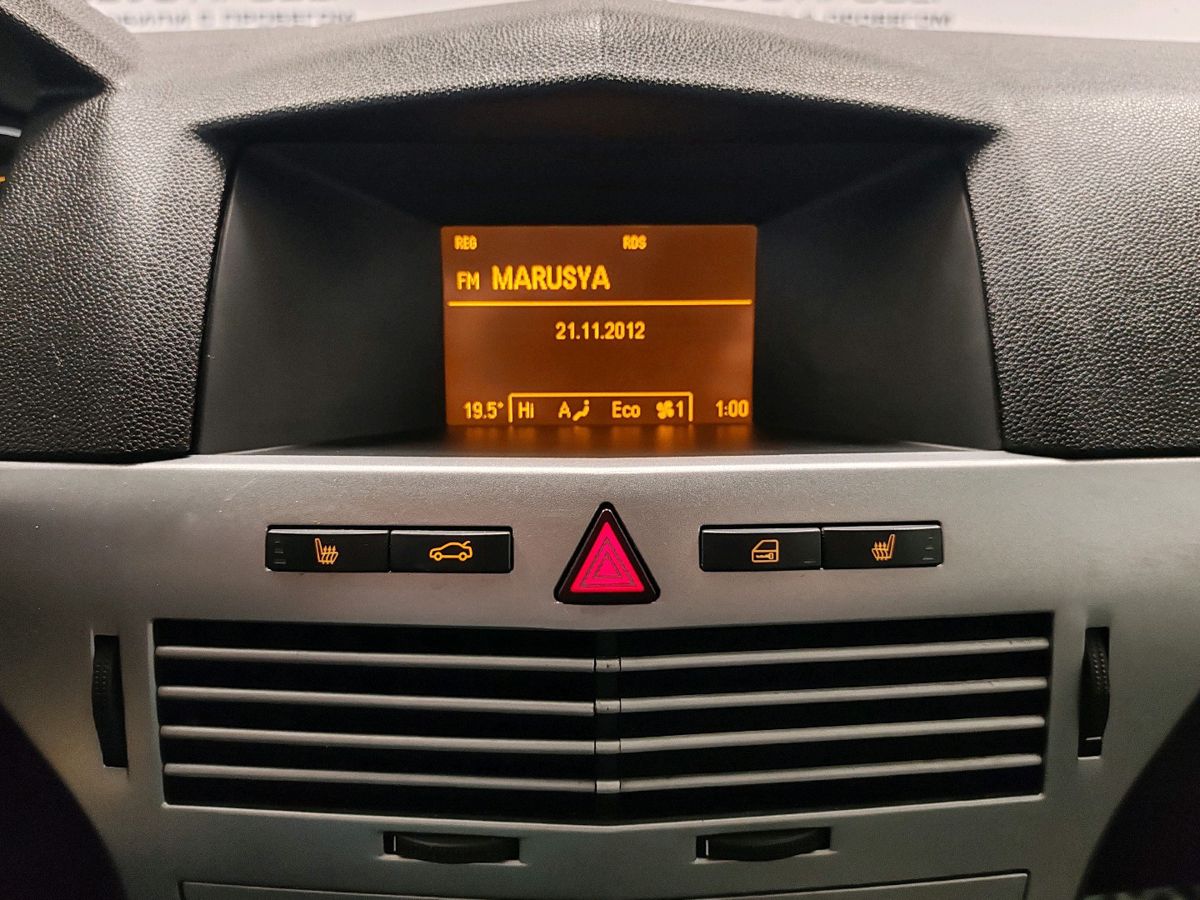 REG RDS
FM MARUSYA
21.11.2012
19.5° Hi A Eco 1 1:00